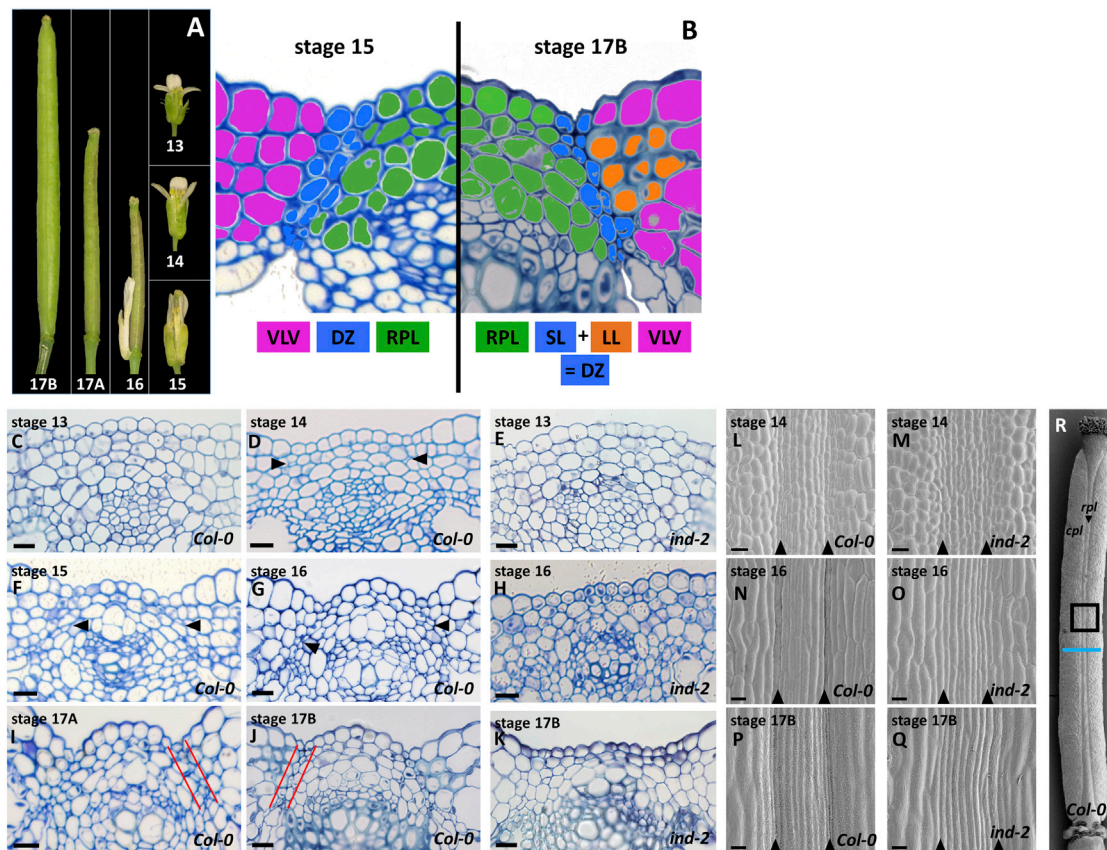 A
13
14
17B
17A
16
15
B
stage 15
stage 17B
VLV
DZ
RPL
RPL
SL
+
LL
VLV
= DZ
stage 13
C
Col-0
stage 14
D
Col-0
stage 13
E
ind-2
stage 14
L
Col-0
stage 14
M
ind-2
R
rpl
cpl
Col-0
stage 15
F
Col-0
stage 16
G
Col-0
stage 16
H
ind-2
stage 16
N
Col-0
stage 16
O
ind-2
stage 17A
I
Col-0
stage 17B
J
Col-0
stage 17B
K
ind-2
stage 17B
P
Col-0
stage 17B
Q
ind-2